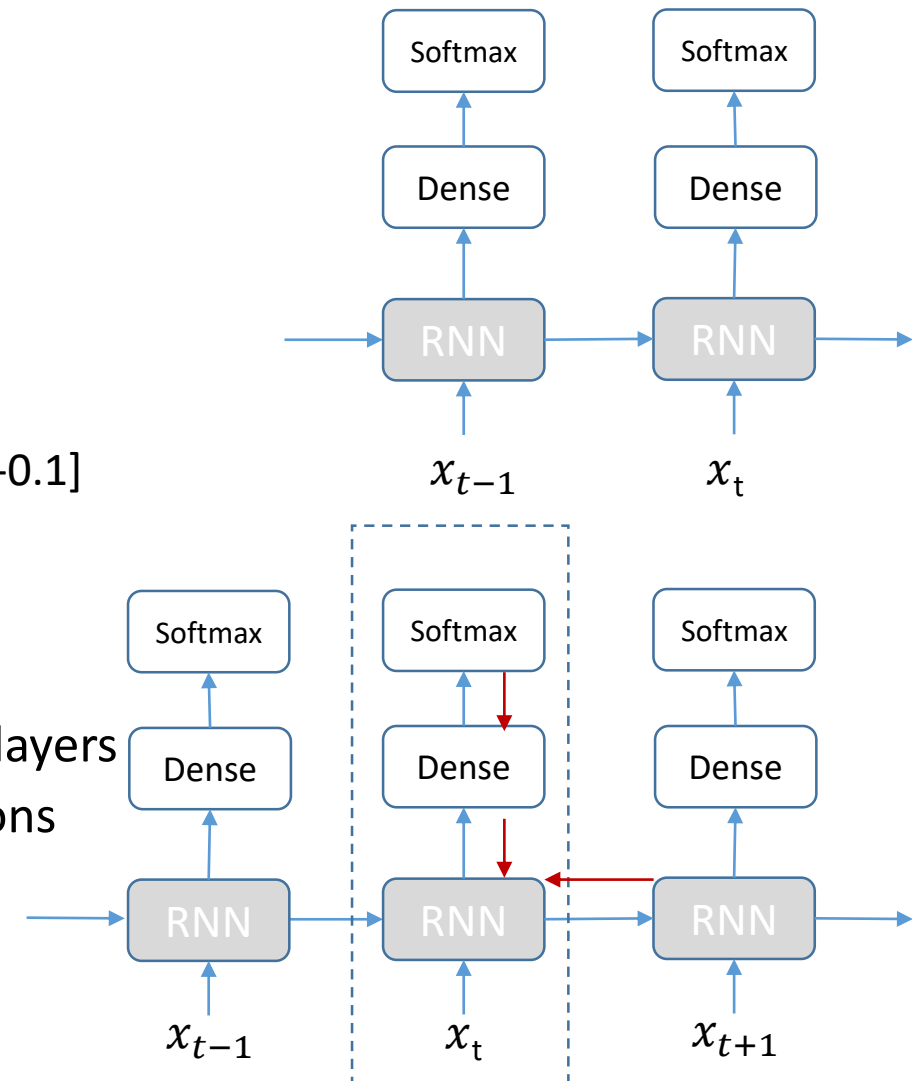 Softmax Softmax
Dense Dense
RNN RNN
-0.1]
x_{t-1} x_t
Softmax Softmax Softmax
layers
Dense Dense Dense
ons
RNN RNN RNN
x_{t-1} x_t x_{t+1}